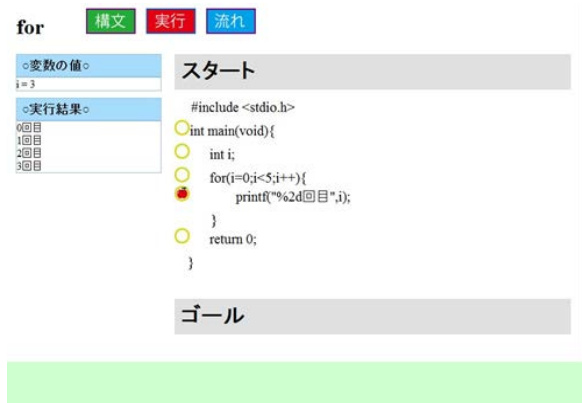 for 構文 実行 流れ
○変数の値○
i = 3
○実行結果○
0回目
1回目
2回目
3回目
スタート
#include <stdio.h>
int main(void){
int i;
for(i=0;i<5;i++){
printf("%2d回目",i);
}
return 0;
}
ゴール